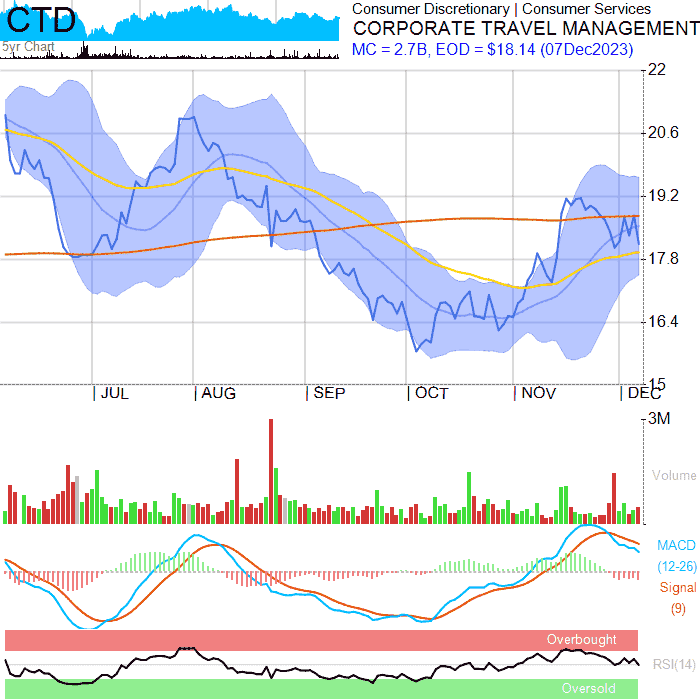 CTD
5yr Chart
Consumer Discretionary | Consumer Services
CORPORATE TRAVEL MANAGEMENT
MC = 2.7B, EOD = $18.14 (07Dec2023)
22
20.6
19.2
17.8
16.4
15
JUL
AUG
SEP
OCT
NOV
DEC
3M
Volume
MACD
(12-26)
Signal
(9)
Overbought
RSI(14)
Oversold